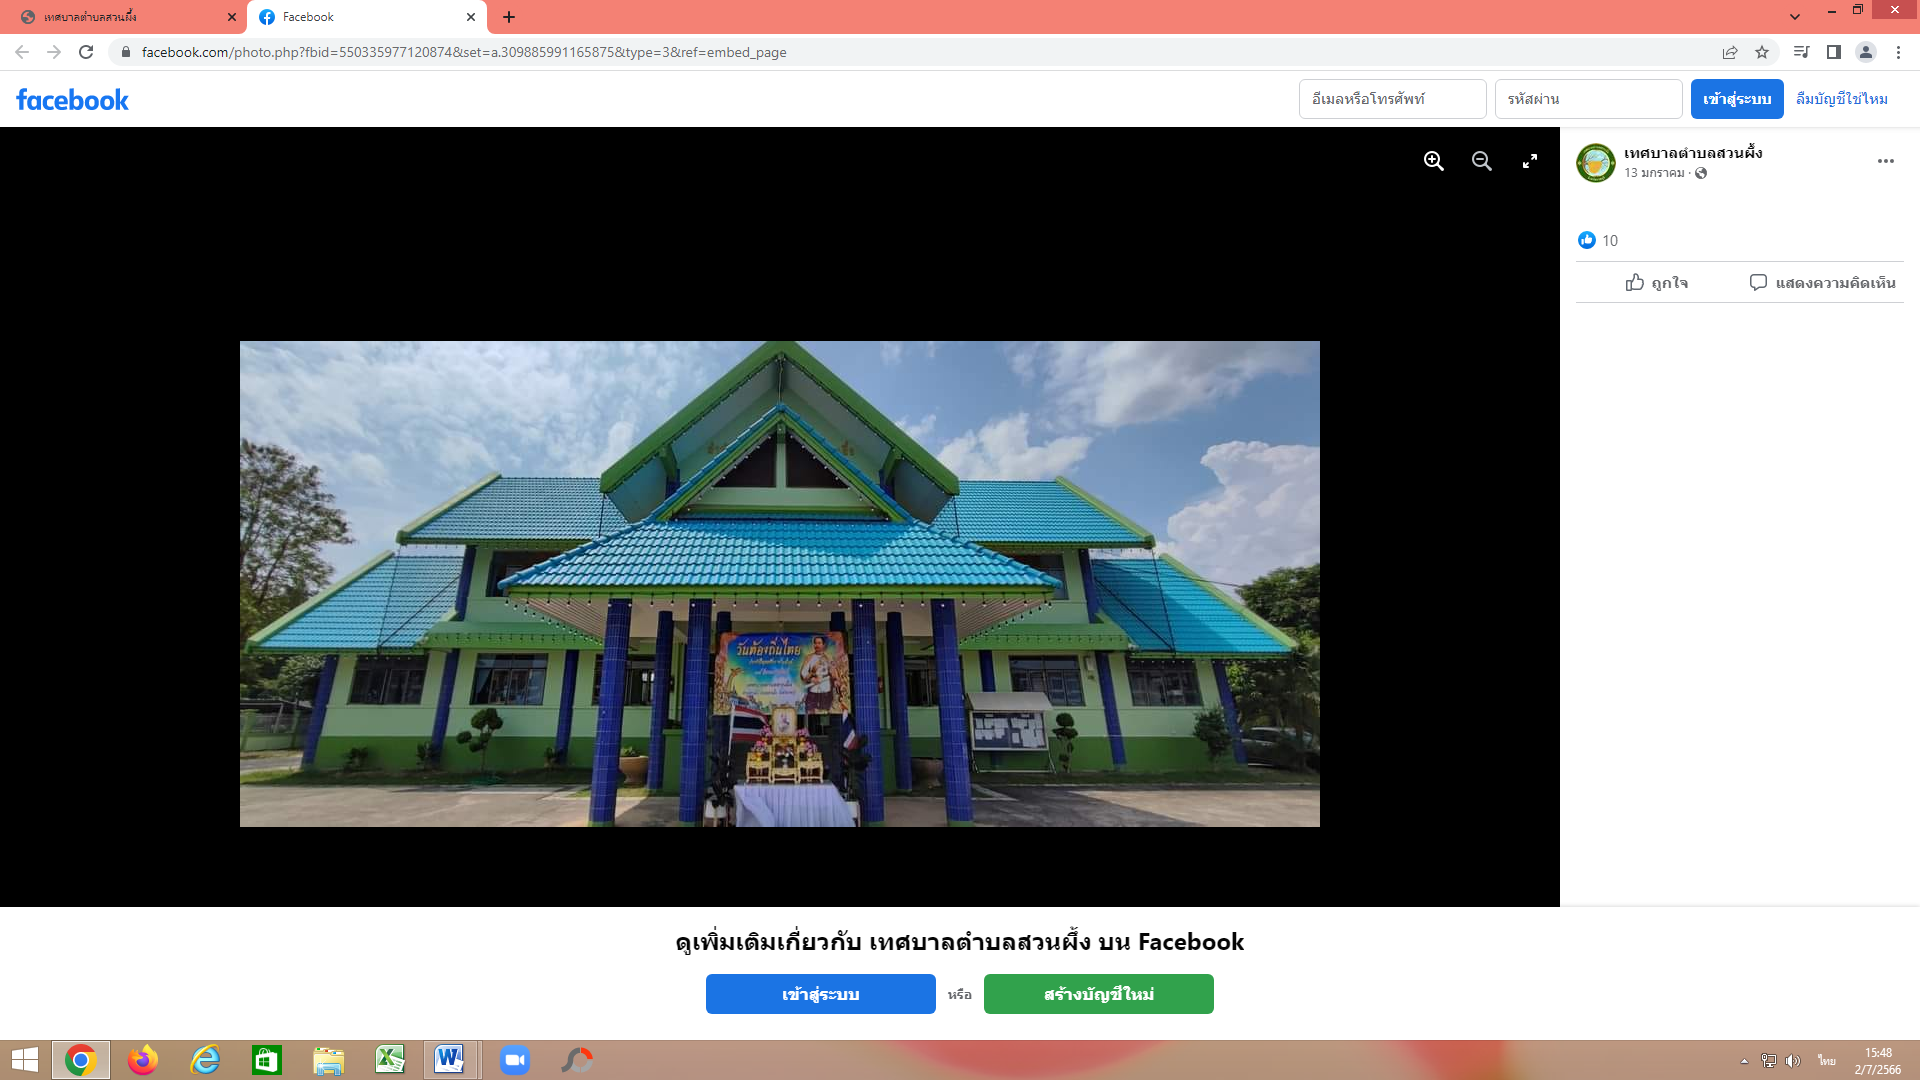 เทศบาลตำบลสวนผึ้ง
Facebook
facebook.com/photo.php?fbid=550335977120874&set=a.309885991165875&type=3&ref=embed_page
facebook
อีเมลหรือโทรศัพท์
รหัสผ่าน
เข้าสู่ระบบ
ลืมบัญชีใช่ไหม
เทศบาลตำบลสวนผึ้ง
13 มกราคม ·
10
ถูกใจ
แสดงความคิดเห็น
วันท้องถิ่นไทย
ดูเพิ่มเติมเกี่ยวกับ เทศบาลตำบลสวนผึ้ง บน Facebook
เข้าสู่ระบบ
หรือ
สร้างบัญชีใหม่
ไทย
15:48
2/7/2566